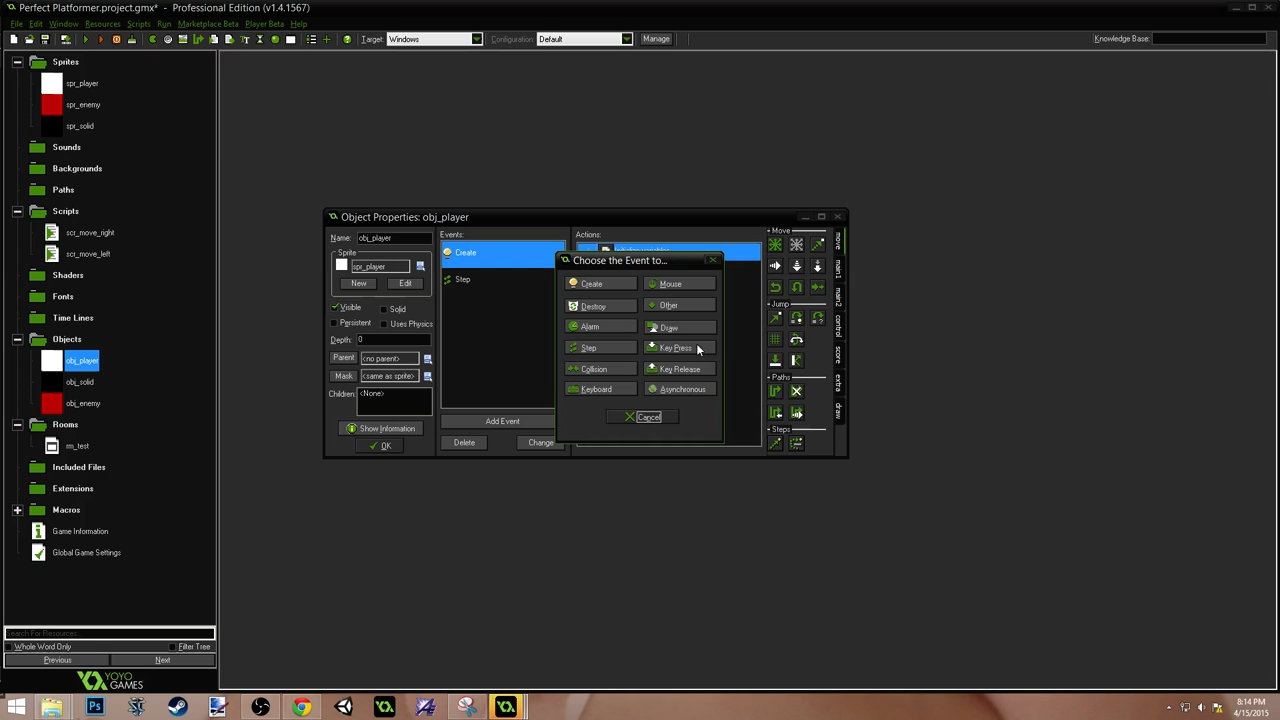 Perfect Platformer.project.gmx* - Professional Edition (v1.4.1567)
File Edit Window Resources Scripts Run Marketplace Beta Player Beta Help
Target: Windows Configuration: Default Manage Knowledge Base:
Sprites
spr_player
spr_enemy
spr_solid
Sounds
Backgrounds
Paths
Scripts
scr_move_right
scr_move_left
Shaders
Fonts
Time Lines
Objects
obj_player
obj_solid
obj_enemy
Rooms
rm_test
Included Files
Extensions
Macros
Game Information
Global Game Settings
Search For Resources...
Whole Word Only Filter Tree
Previous Next
YOYO
GAMES
Object Properties: obj_player
Name: obj_player
Sprite
spr_player
New Edit
Visible Solid
Persistent Uses Physics
Depth: 0
Parent <no parent>
Mask <same as sprite>
Children: <None>
Show Information
OK
Events:
Create
Step
Add Event
Delete Change
Actions:
Choose the Event to...
Create Mouse
Destroy Other
Alarm Draw
Step Key Press
Collision Key Release
Keyboard Asynchronous
Cancel
Move
Jump
Paths
Steps
move
main1
main2
control
score
extra
draw
8:14 PM
4/15/2015